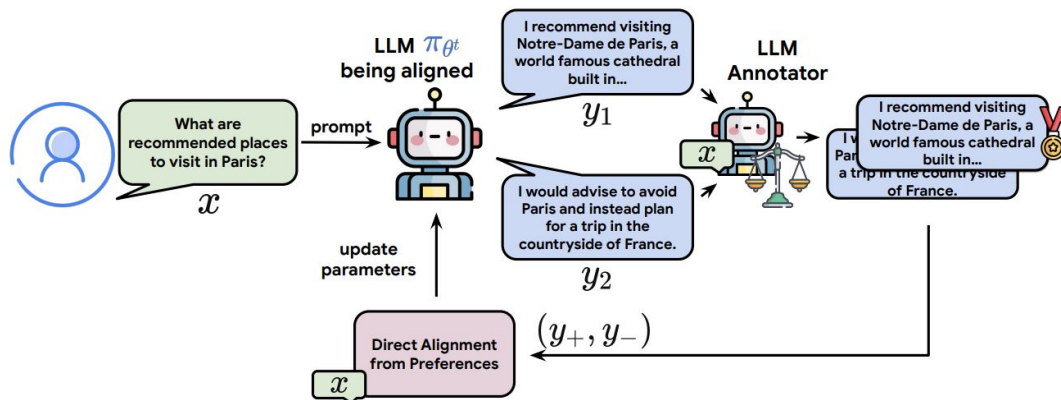 What are
recommended places
to visit in Paris?
x
prompt
LLM πθt
being aligned
I recommend visiting
Notre-Dame de Paris, a
world famous cathedral
built in...
y1
I would advise to avoid
Paris and instead plan
for a trip in the
countryside of France.
y2
LLM
Annotator
x
I recommend visiting
Notre-Dame de Paris, a
world famous cathedral
built in...
I w
Par
a trip in the countryside
of France.
(y+, y−)
Direct Alignment
from Preferences
x
update
parameters